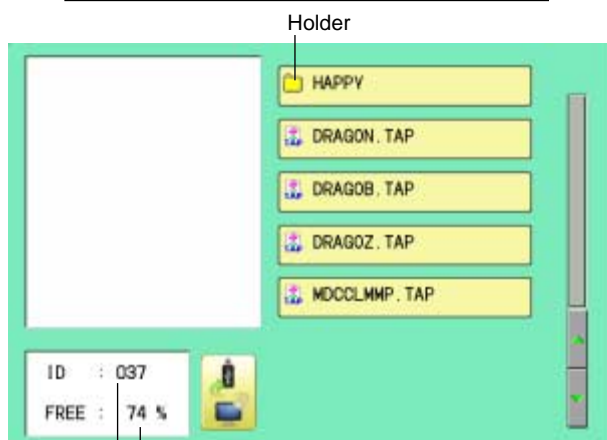 Holder
HAPPY
DRAGON.TAP
DRAGOB.TAP
DRAGOZ.TAP
MDCCLMMP.TAP
ID : 037
FREE : 74 %